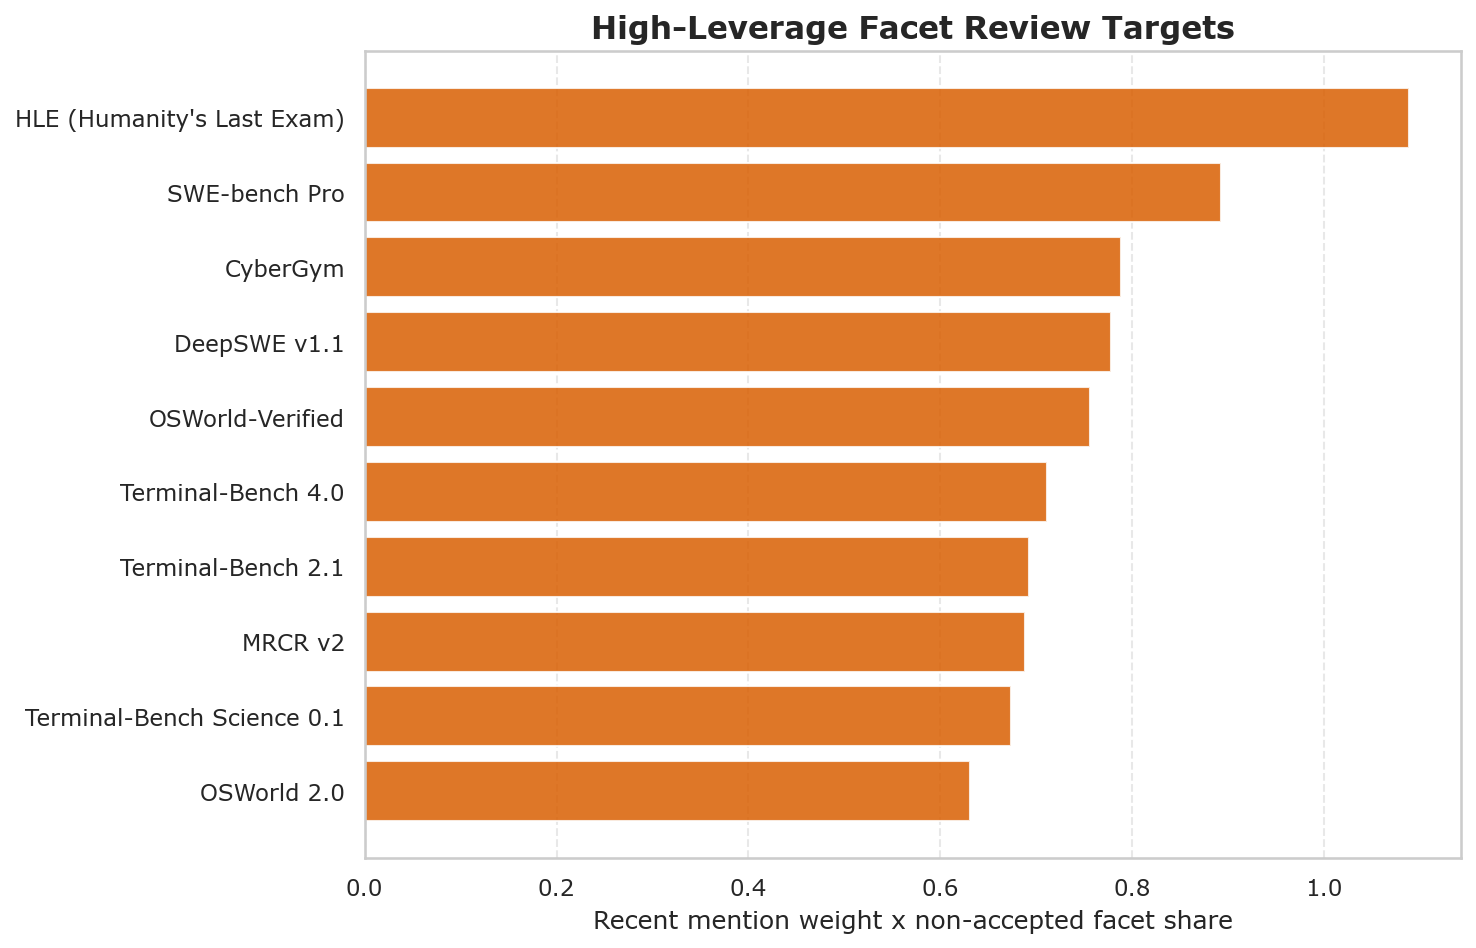 High-Leverage Facet Review Targets
HLE (Humanity's Last Exam)
SWE-bench Pro
CyberGym
DeepSWE v1.1
OSWorld-Verified
Terminal-Bench 4.0
Terminal-Bench 2.1
MRCR v2
Terminal-Bench Science 0.1
OSWorld 2.0
0.0 0.2 0.4 0.6 0.8 1.0
Recent mention weight x non-accepted facet share